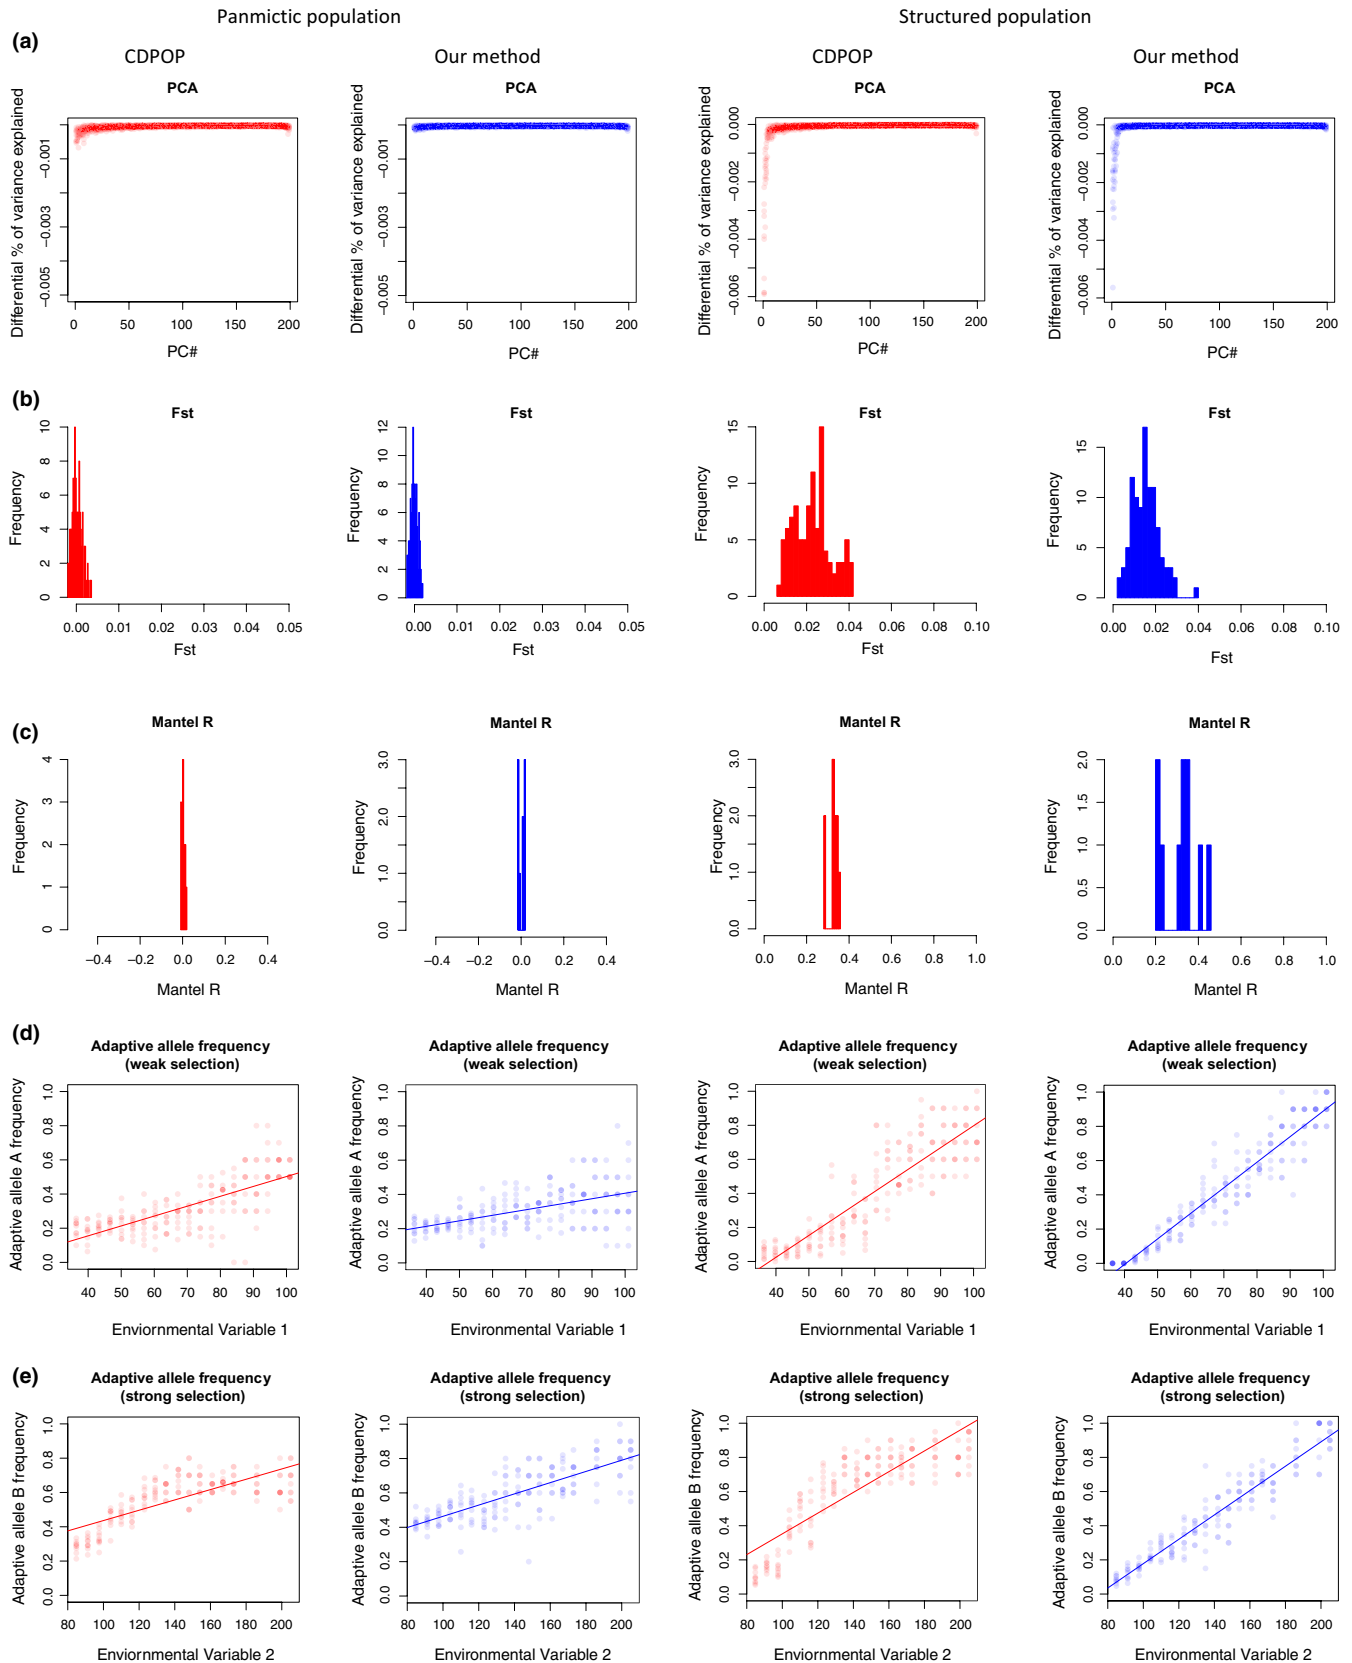 Panmictic population Structured population
(a)
CDPOP Our method CDPOP Our method
PCA PCA PCA PCA
Differential % of variance explained
−0.001
−0.003
−0.005
0 50 100 150 200
PC#
Differential % of variance explained
−0.001
−0.003
−0.005
0 50 100 150 200
PC#
Differential % of variance explained
0.000
−0.002
−0.004
−0.006
0 50 100 150 200
PC#
Differential % of variance explained
0.000
−0.002
−0.004
−0.006
0 50 100 150 200
PC#
(b)
Fst Fst Fst Fst
Frequency
10
8
6
4
2
0
0.00 0.01 0.02 0.03 0.04 0.05
Fst
Frequency
12
10
8
6
4
2
0
0.00 0.01 0.02 0.03 0.04 0.05
Fst
Frequency
15
10
5
0
0.00 0.02 0.04 0.06 0.08 0.10
Fst
Frequency
15
10
5
0
0.00 0.02 0.04 0.06 0.08 0.10
Fst
(c)
Mantel R Mantel R Mantel R Mantel R
Frequency
4
3
2
1
0
−0.4 −0.2 0.0 0.2 0.4
Mantel R
Frequency
3.0
2.0
1.0
0.0
−0.4 −0.2 0.0 0.2 0.4
Mantel R
Frequency
3.0
2.0
1.0
0.0
0.0 0.2 0.4 0.6 0.8 1.0
Mantel R
Frequency
2.0
1.5
1.0
0.5
0.0
0.0 0.2 0.4 0.6 0.8 1.0
Mantel R
(d)
Adaptive allele frequency
(weak selection)
Adaptive allele A frequency
1.0
0.8
0.6
0.4
0.2
0.0
40 50 60 70 80 90 100
Enviornmental Variable 1
Adaptive allele frequency
(weak selection)
Adaptive allele A frequency
1.0
0.8
0.6
0.4
0.2
0.0
40 50 60 70 80 90 100
Environmental Variable 1
Adaptive allele frequency
(weak selection)
Adaptive allele A frequency
1.0
0.8
0.6
0.4
0.2
0.0
40 50 60 70 80 90 100
Environmental Variable 1
Adaptive allele frequency
(weak selection)
Adaptive allele A frequency
1.0
0.8
0.6
0.4
0.2
0.0
40 50 60 70 80 90 100
Environmental Variable 1
(e)
Adaptive allele frequency
(strong selection)
Adaptive allele B frequency
1.0
0.8
0.6
0.4
0.2
0.0
80 100 120 140 160 180 200
Enviornmental Variable 2
Adaptive allele frequency
(strong selection)
Adaptive allele B frequency
1.0
0.8
0.6
0.4
0.2
0.0
80 100 120 140 160 180 200
Environmental Variable 2
Adaptive allele frequency
(strong selection)
Adaptive allele B frequency
1.0
0.8
0.6
0.4
0.2
0.0
80 100 120 140 160 180 200
Environmental Variable 2
Adaptive allele frequency
(strong selection)
Adaptive allele B frequency
1.0
0.8
0.6
0.4
0.2
0.0
80 100 120 140 160 180 200
Environmental Variable 2